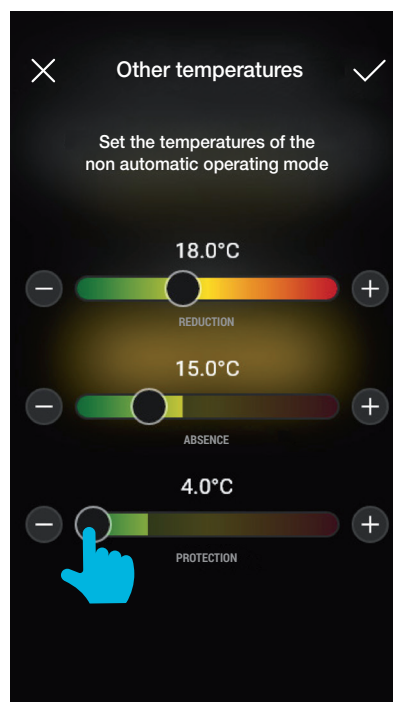 Other temperatures
Set the temperatures of the
non automatic operating mode
18.0°C
REDUCTION
15.0°C
ABSENCE
4.0°C
PROTECTION